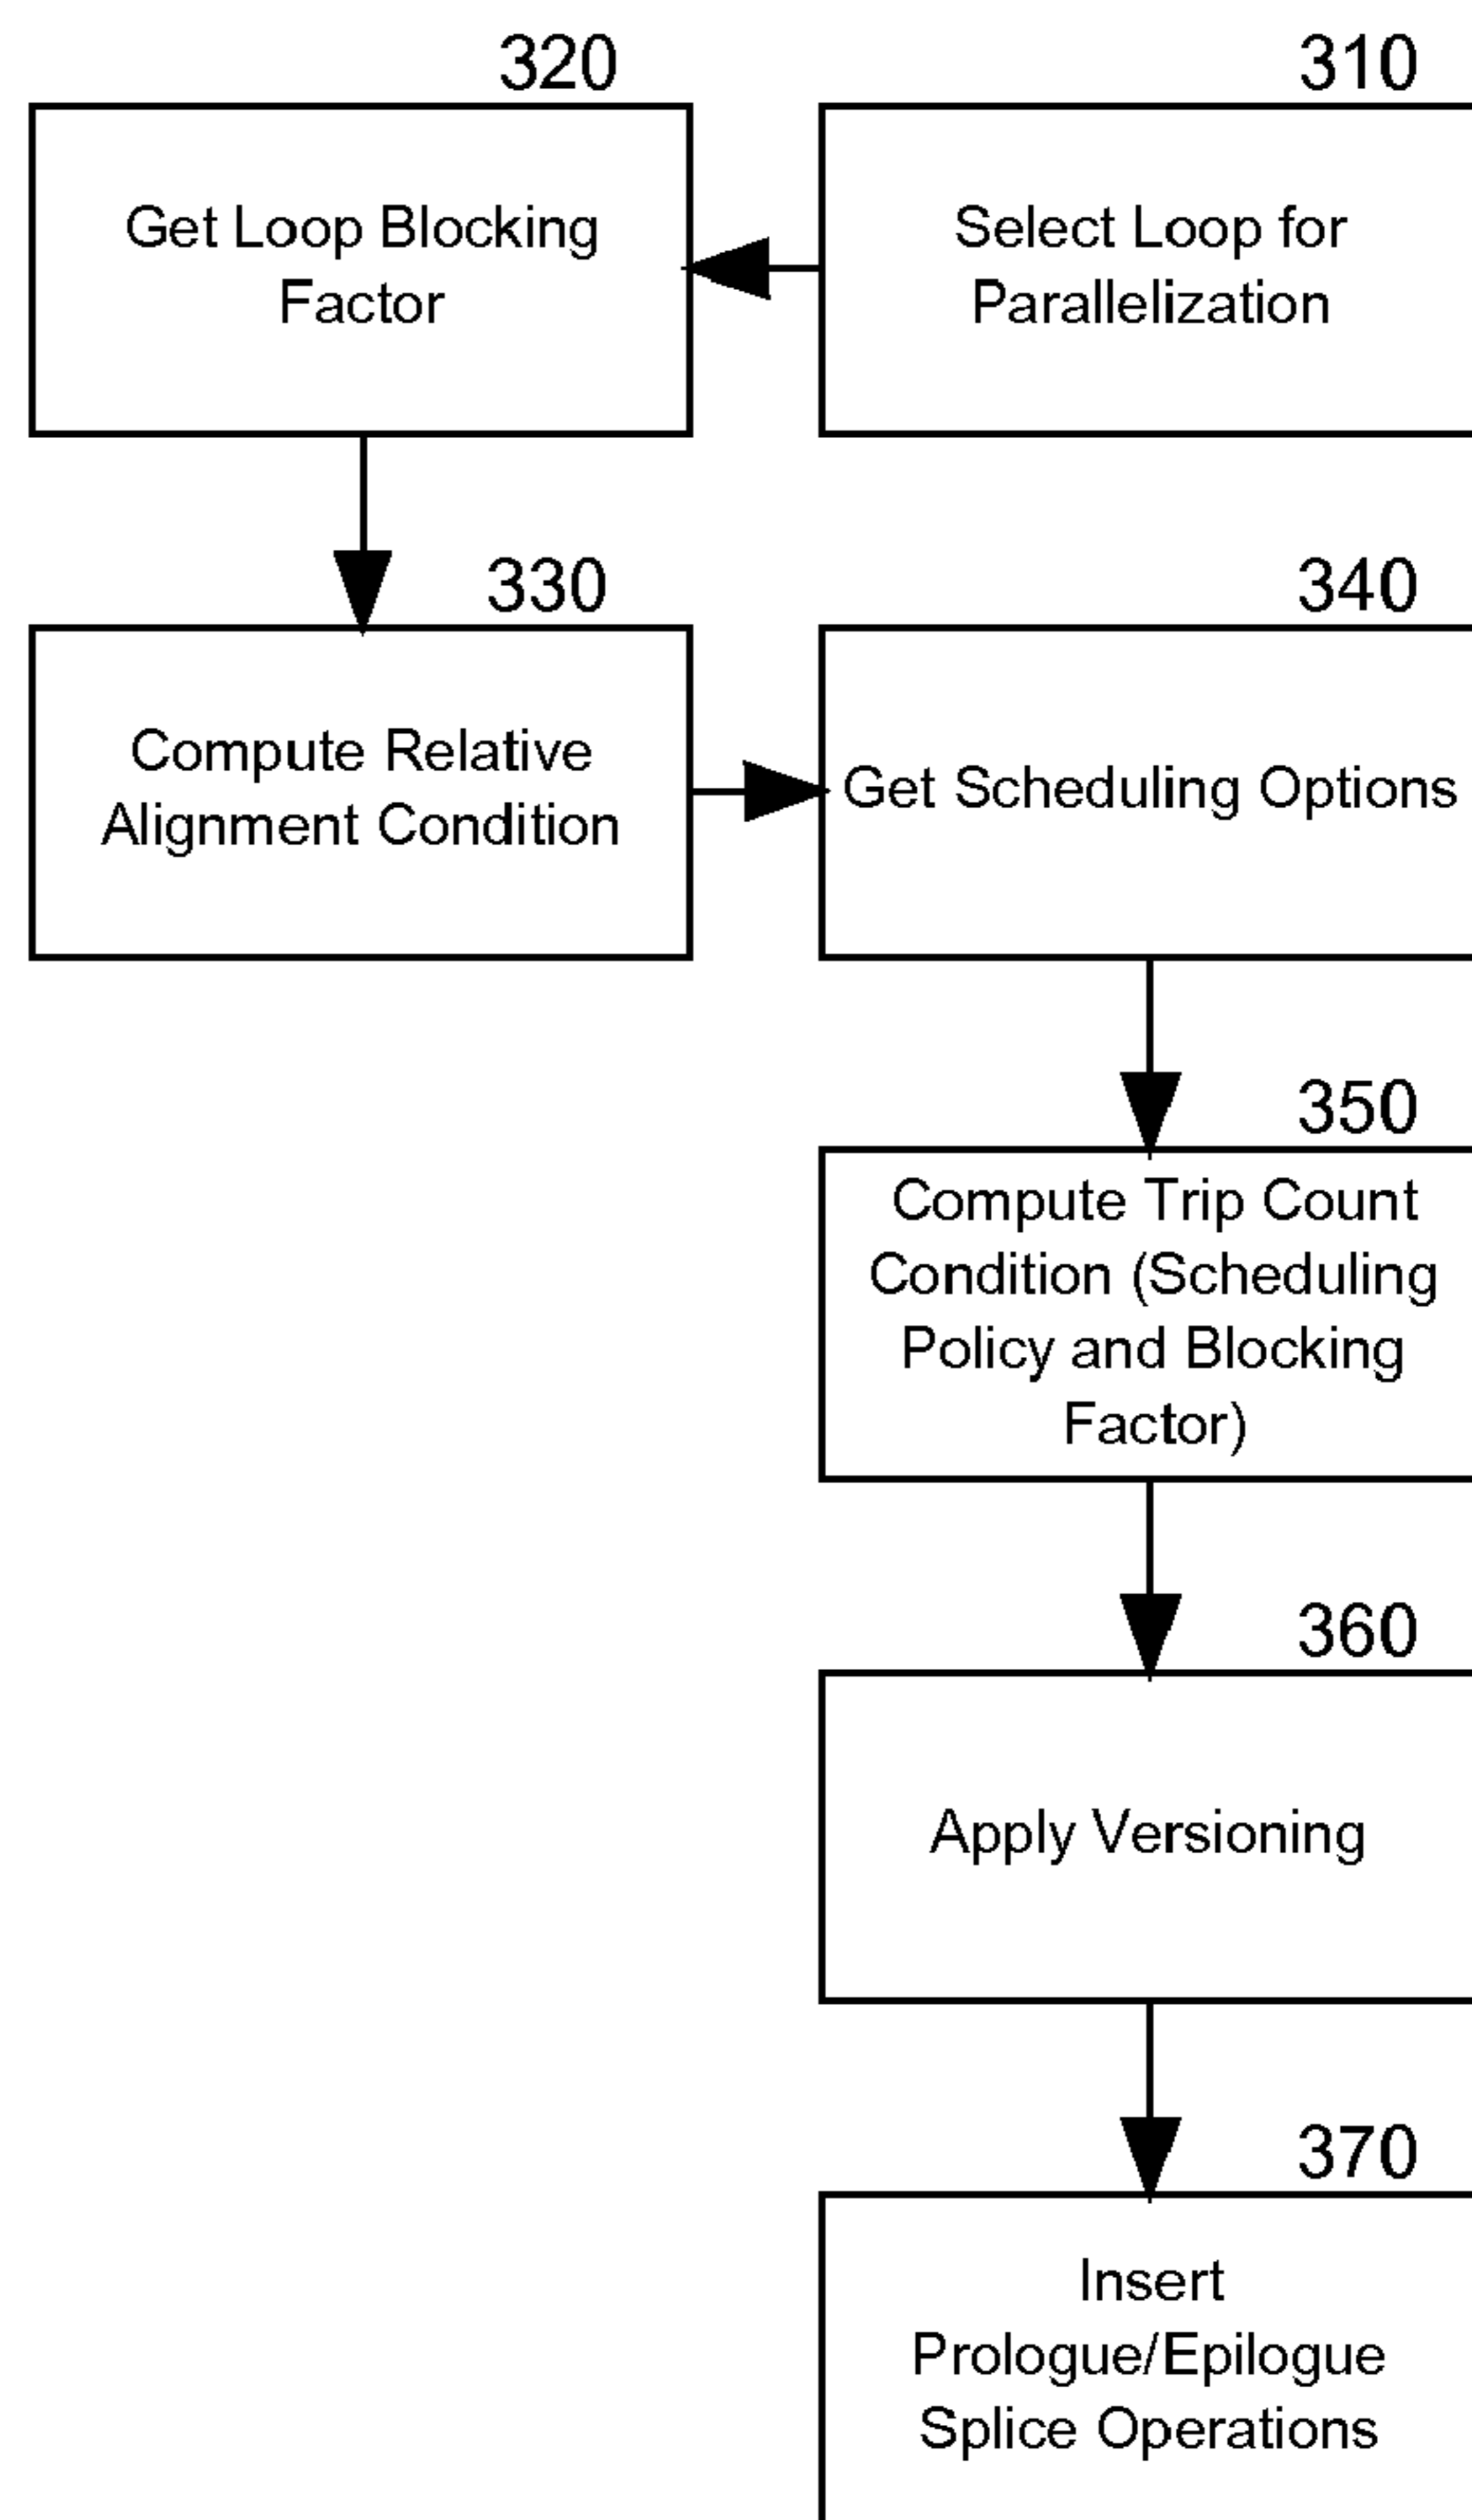 320
310
Get Loop Blocking
Factor
Select Loop for
Parallelization
330
340
Compute Relative
Alignment Condition
Get Scheduling Options
350
Compute Trip Count
Condition (Scheduling
Policy and Blocking
Factor)
360
Apply Versioning
370
Insert
Prologue/Epilogue
Splice Operations